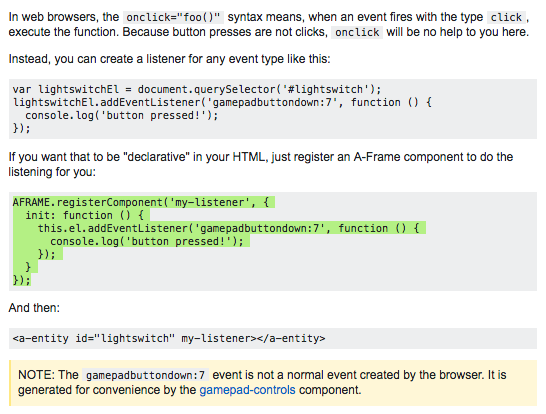 In web browsers, the onclick="foo()" syntax means, when an event fires with the type click ,
execute the function. Because button presses are not clicks, onclick will be no help to you here.
Instead, you can create a listener for any event type like this:
var lightswitchEl = document.querySelector('#lightswitch');
lightswitchEl.addEventListener('gamepadbuttondown:7', function () {
  console.log('button pressed!');
});
If you want that to be "declarative" in your HTML, just register an A-Frame component to do the
listening for you:
AFRAME.registerComponent('my-listener', {
  init: function () {
    this.el.addEventListener('gamepadbuttondown:7', function () {
      console.log('button pressed!');
    });
  }
});
And then:
<a-entity id="lightswitch" my-listener></a-entity>
NOTE: The gamepadbuttondown:7 event is not a normal event created by the browser. It is
generated for convenience by the gamepad-controls component.